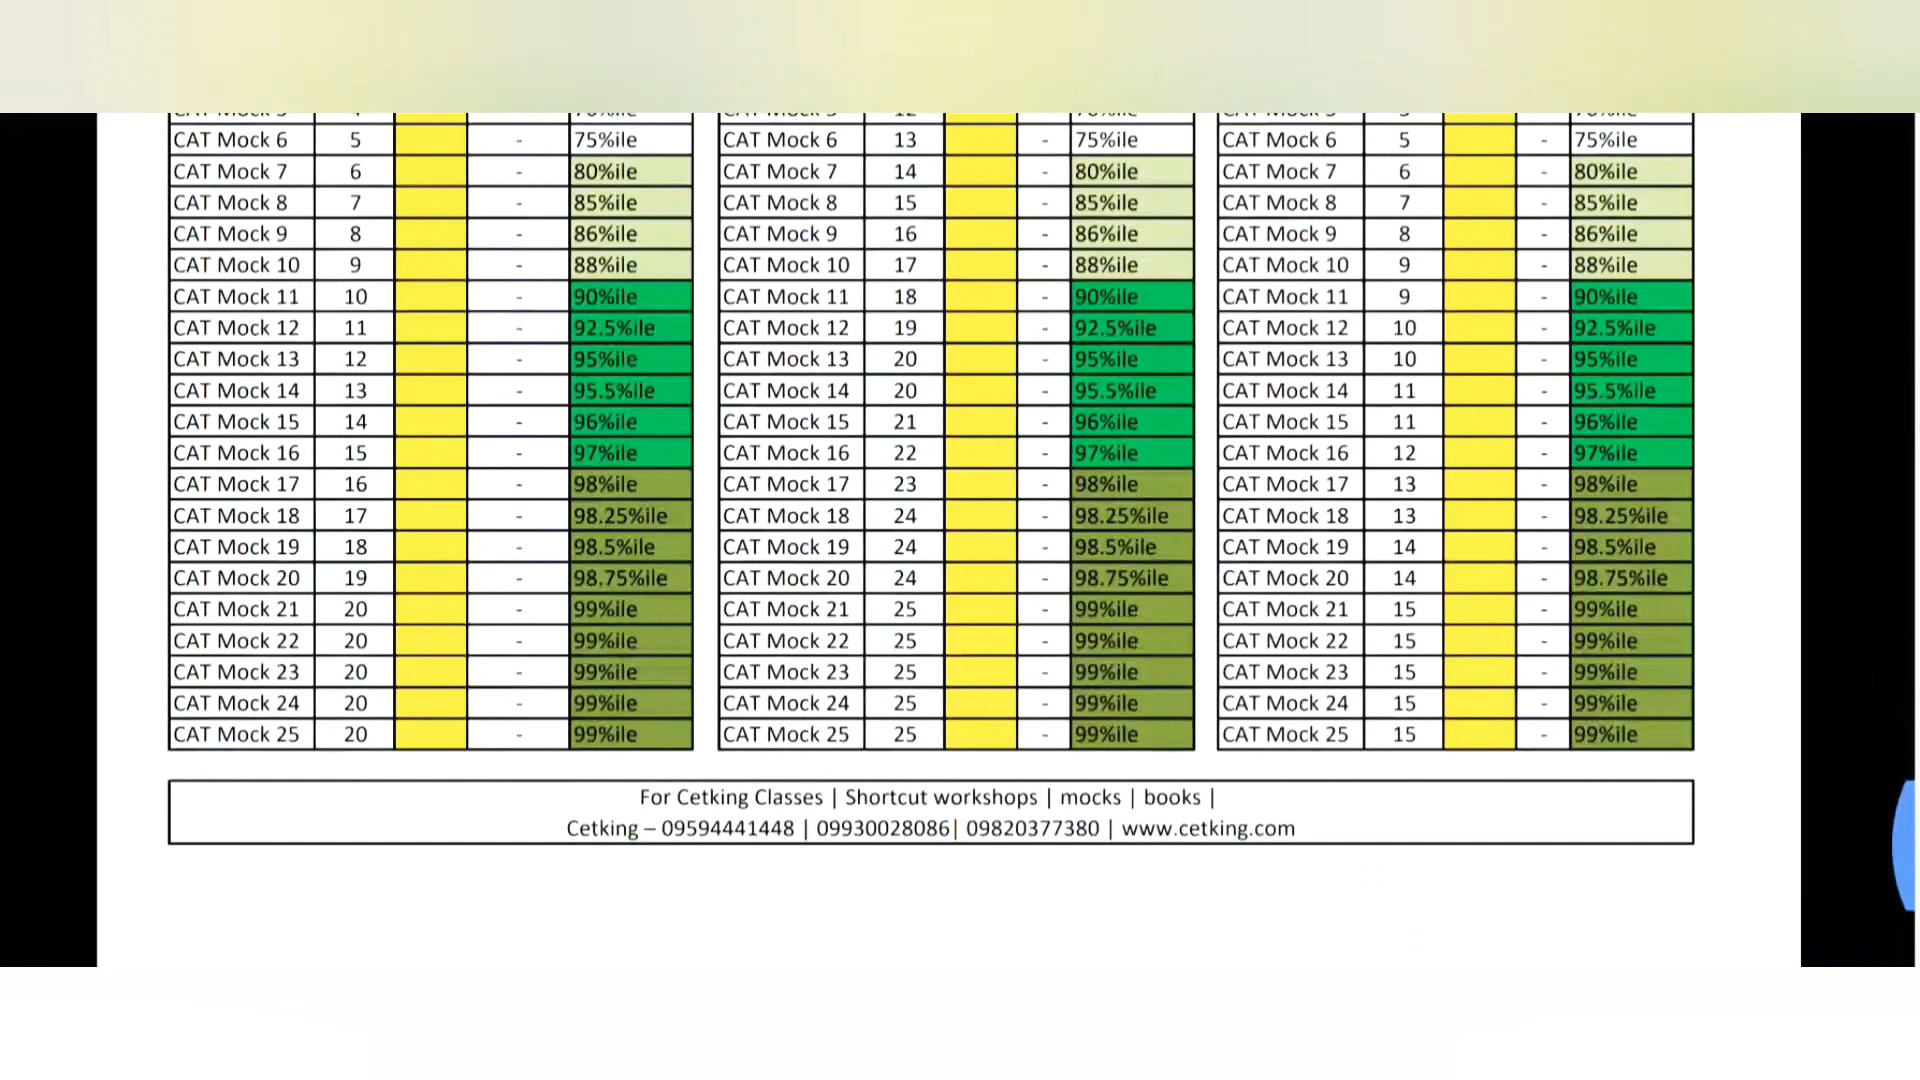 CAT Mock 6 5 - 75%ile CAT Mock 6 13 - 75%ile CAT Mock 6 5 - 75%ile
CAT Mock 7 6 - 80%ile CAT Mock 7 14 - 80%ile CAT Mock 7 6 - 80%ile
CAT Mock 8 7 - 85%ile CAT Mock 8 15 - 85%ile CAT Mock 8 7 - 85%ile
CAT Mock 9 8 - 86%ile CAT Mock 9 16 - 86%ile CAT Mock 9 8 - 86%ile
CAT Mock 10 9 - 88%ile CAT Mock 10 17 - 88%ile CAT Mock 10 9 - 88%ile
CAT Mock 11 10 - 90%ile CAT Mock 11 18 - 90%ile CAT Mock 11 9 - 90%ile
CAT Mock 12 11 - 92.5%ile CAT Mock 12 19 - 92.5%ile CAT Mock 12 10 - 92.5%ile
CAT Mock 13 12 - 95%ile CAT Mock 13 20 - 95%ile CAT Mock 13 10 - 95%ile
CAT Mock 14 13 - 95.5%ile CAT Mock 14 20 - 95.5%ile CAT Mock 14 11 - 95.5%ile
CAT Mock 15 14 - 96%ile CAT Mock 15 21 - 96%ile CAT Mock 15 11 - 96%ile
CAT Mock 16 15 - 97%ile CAT Mock 16 22 - 97%ile CAT Mock 16 12 - 97%ile
CAT Mock 17 16 - 98%ile CAT Mock 17 23 - 98%ile CAT Mock 17 13 - 98%ile
CAT Mock 18 17 - 98.25%ile CAT Mock 18 24 - 98.25%ile CAT Mock 18 13 - 98.25%ile
CAT Mock 19 18 - 98.5%ile CAT Mock 19 24 - 98.5%ile CAT Mock 19 14 - 98.5%ile
CAT Mock 20 19 - 98.75%ile CAT Mock 20 24 - 98.75%ile CAT Mock 20 14 - 98.75%ile
CAT Mock 21 20 - 99%ile CAT Mock 21 25 - 99%ile CAT Mock 21 15 - 99%ile
CAT Mock 22 20 - 99%ile CAT Mock 22 25 - 99%ile CAT Mock 22 15 - 99%ile
CAT Mock 23 20 - 99%ile CAT Mock 23 25 - 99%ile CAT Mock 23 15 - 99%ile
CAT Mock 24 20 - 99%ile CAT Mock 24 25 - 99%ile CAT Mock 24 15 - 99%ile
CAT Mock 25 20 - 99%ile CAT Mock 25 25 - 99%ile CAT Mock 25 15 - 99%ile
For Cetking Classes | Shortcut workshops | mocks | books |
Cetking – 09594441448 | 09930028086| 09820377380 | www.cetking.com